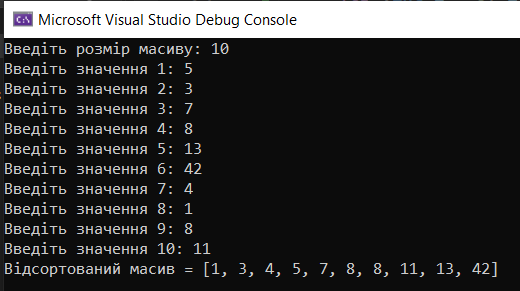 Microsoft Visual Studio Debug Console
Введіть розмір масиву: 10
Введіть значення 1: 5
Введіть значення 2: 3
Введіть значення 3: 7
Введіть значення 4: 8
Введіть значення 5: 13
Введіть значення 6: 42
Введіть значення 7: 4
Введіть значення 8: 1
Введіть значення 9: 8
Введіть значення 10: 11
Відсортований масив = [1, 3, 4, 5, 7, 8, 8, 11, 13, 42]